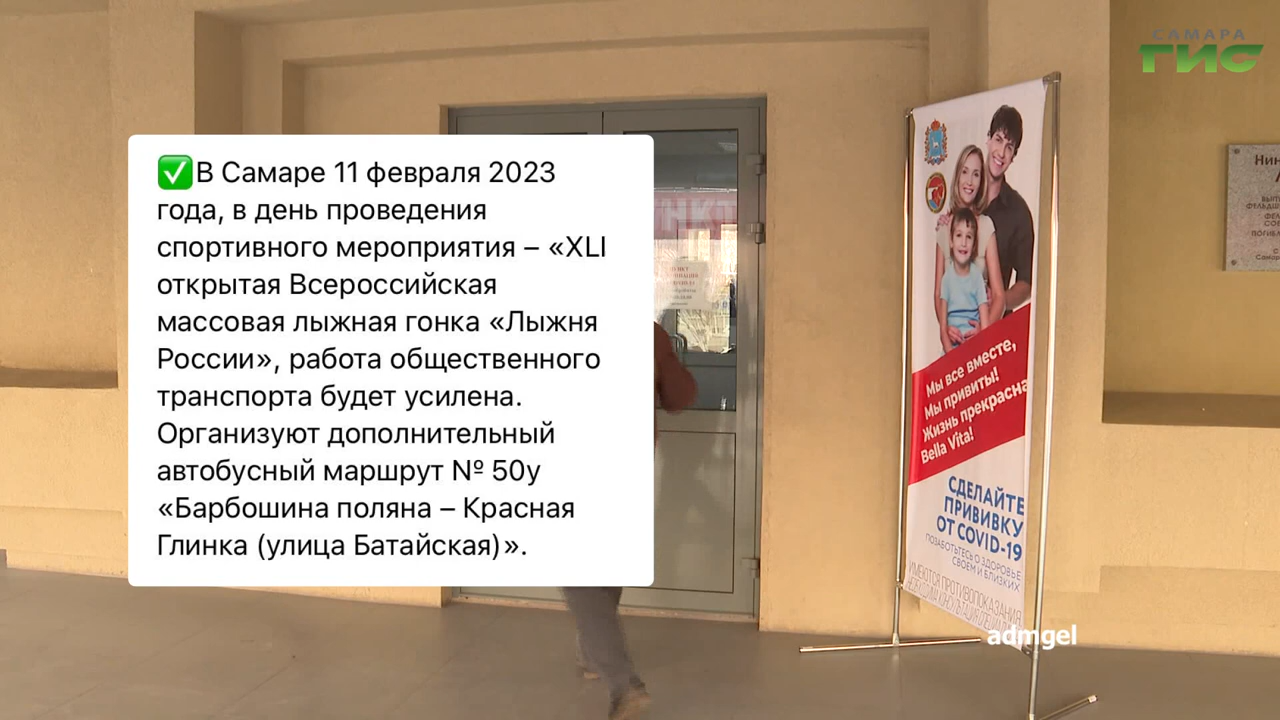 САМАРА
ГИС
✅В Самаре 11 февраля 2023
года, в день проведения
спортивного мероприятия – «XLI
открытая Всероссийская
массовая лыжная гонка «Лыжня
России», работа общественного
транспорта будет усилена.
Организуют дополнительный
автобусный маршрут № 50у
«Барбошина поляна – Красная
Глинка (улица Батайская)».
Мы все вместе,
Мы привиты!
Жизнь прекрасна
Bella Vita!
СДЕЛАЙТЕ
ПРИВИВКУ
ОТ COVID-19
ПОЗАБОТЬТЕСЬ О ЗДОРОВЬЕ
СВОЕМ И БЛИЗКИХ
ИМЕЮТСЯ ПРОТИВОПОКАЗАНИЯ
admgel